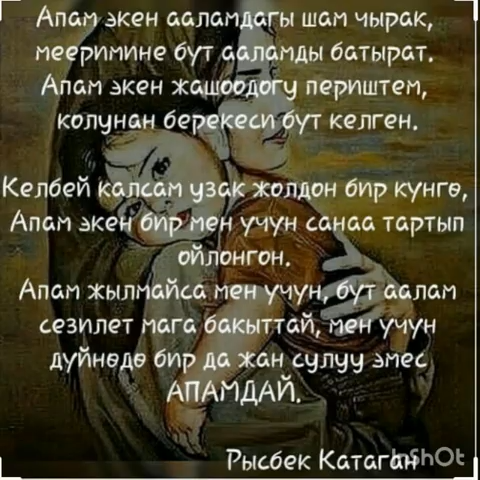 Апам экен ааламдагы шам чырак,
мееримине бүт ааламды батырат.
Апам экен жашоодогу периштем,
колунан берекеси бүт келген.
Келбей калсам узак жолдон бир күнгө,
Апам экен бир мен үчүн санаа тартып
ойлонгон.
Апам жылмайса мен үчүн, бүт аалам
сезилет мага бакыттай, мен үчүн
дүйнөдө бир да жан сулуу эмес
АПАМДАЙ.
Рысбек Катаган
InShOt